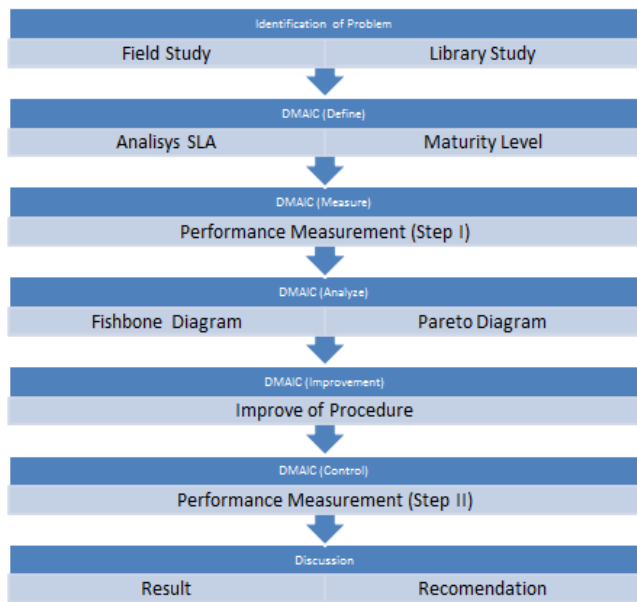 Identification of Problem
Field Study Library Study
DMAIC (Define)
Analisys SLA Maturity Level
DMAIC (Measure)
Performance Measurement (Step I)
DMAIC (Analyze)
Fishbone Diagram Pareto Diagram
DMAIC (Improvement)
Improve of Procedure
DMAIC (Control)
Performance Measurement (Step II)
Discussion
Result Recomendation